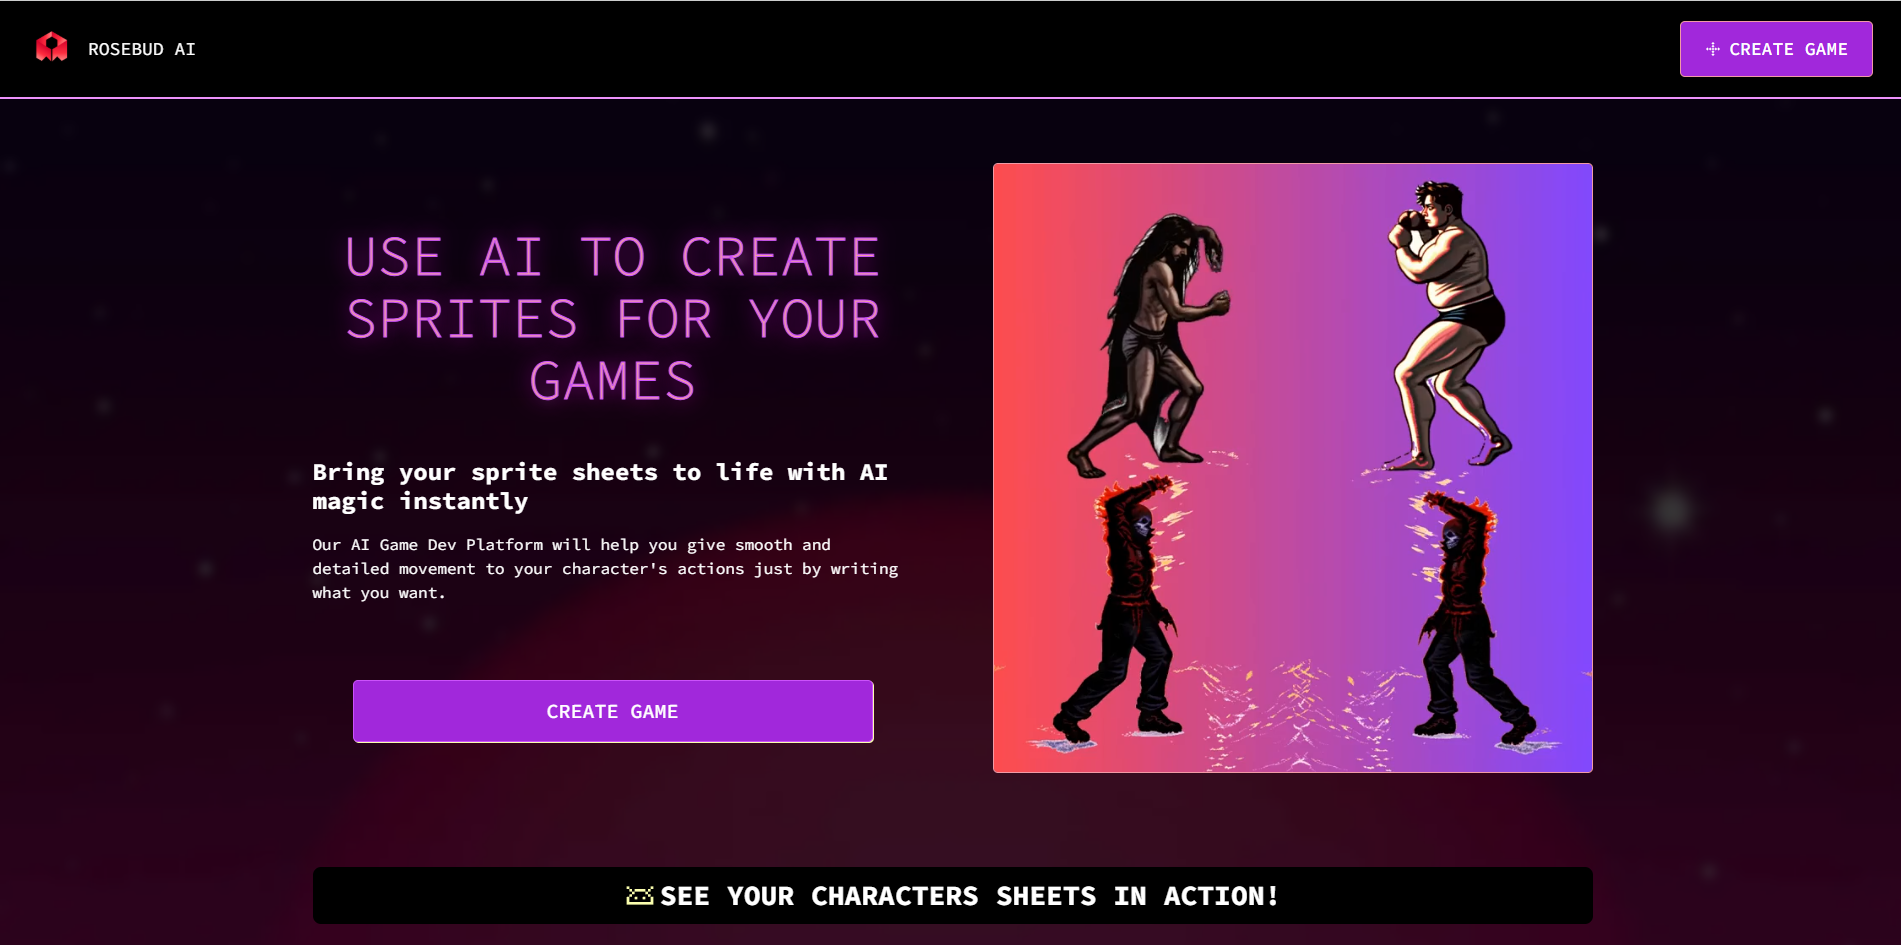 ROSEBUD AI
CREATE GAME
USE AI TO CREATE
SPRITES FOR YOUR
GAMES
Bring your sprite sheets to life with AI
magic instantly
Our AI Game Dev Platform will help you give smooth and
detailed movement to your character's actions just by writing
what you want.
CREATE GAME
SEE YOUR CHARACTERS SHEETS IN ACTION!